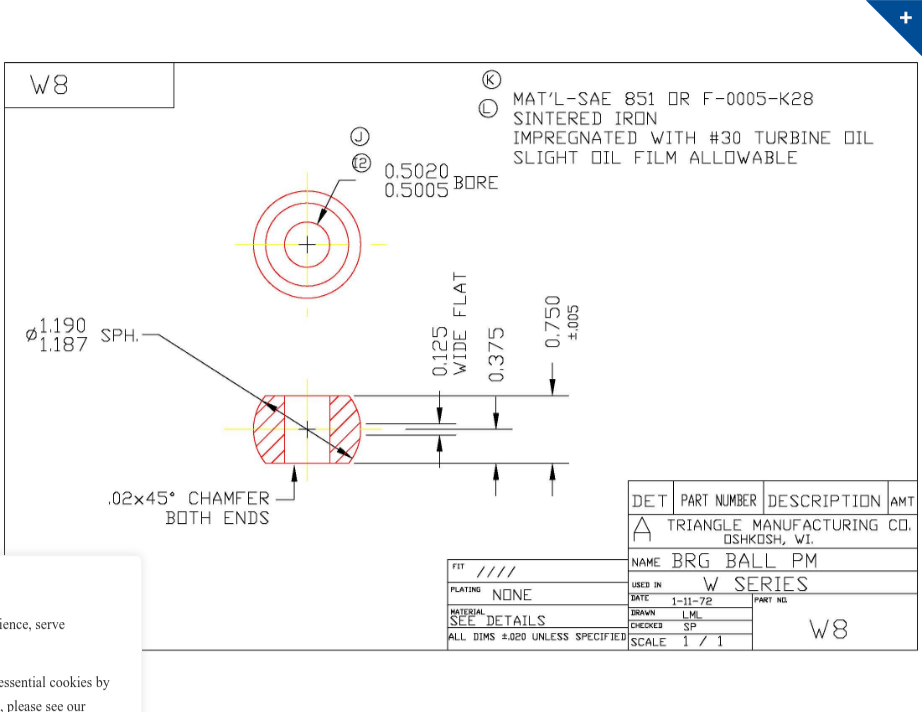 +
W8
K
L
MAT'L-SAE 851 OR F-0005-K28
SINTERED IRON
IMPREGNATED WITH #30 TURBINE OIL
SLIGHT OIL FILM ALLOWABLE
J
12
0.5020
0.5005 BORE
ø1.190
1.187 SPH.
0.125
WIDE FLAT
0.375
0.750
±.005
.02x45° CHAMFER
BOTH ENDS
DET PART NUMBER DESCRIPTION AMT
A TRIANGLE MANUFACTURING CO.
OSHKOSH, WI.
NAME BRG BALL PM
USED IN W SERIES
DATE 1-11-72
DRAWN LML
CHECKED SP
SCALE 1 / 1
PART NO.
W8
FIT ////
PLATING NONE
MATERIAL
SEE DETAILS
ALL DIMS ±.020 UNLESS SPECIFIED
ience, serve
essential cookies by
, please see our